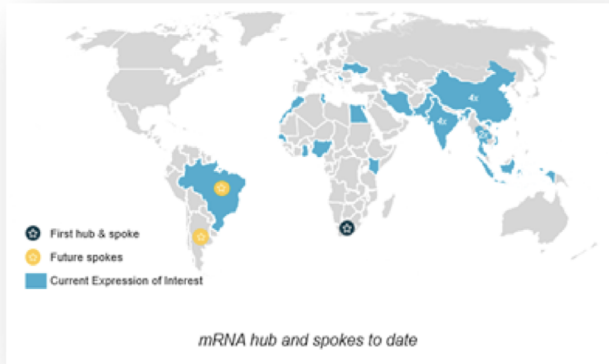 4x
4x
2x
First hub & spoke
Future spokes
Current Expression of Interest
mRNA hub and spokes to date